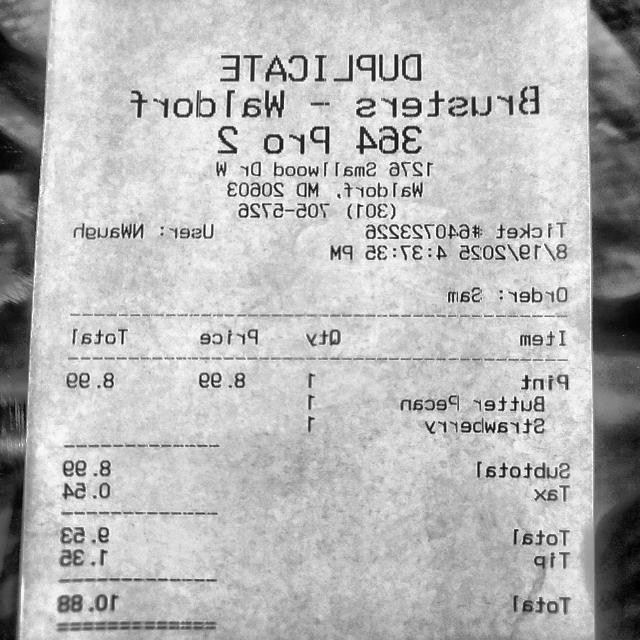 DUPLICATE
Brusters - Waldorf
364 Pro 2
1276 Smallwood Dr W
Waldorf, MD 20603
(301) 705-5726
Ticket #640723226 User: NWaugh
8/19/2025 4:37:35 PM
Order: Sam
Item Qty Price Total
Pint 1 8.99 8.99
Butter Pecan 1
Strawberry 1
Subtotal 8.99
Tax 0.54
Total 9.53
Tip 1.35
Total 10.88